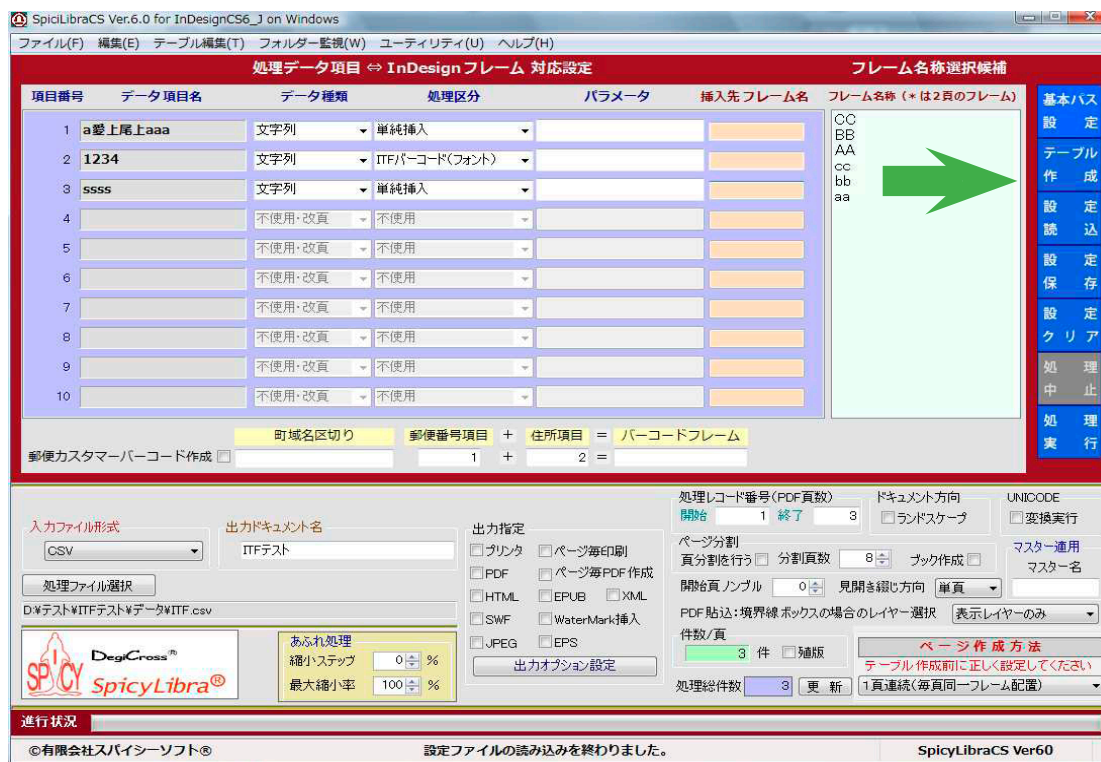 SpiciLibraCS Ver.6.0 for InDesignCS6_J on Windows
ファイル(F) 編集(E) テーブル編集(T) フォルダー監視(W) ユーティリティ(U) ヘルプ(H)
処理データ項目 ⇔ InDesignフレーム 対応設定
フレーム名称選択候補
項目番号 データ項目名 データ種類 処理区分 パラメータ 挿入先フレーム名 フレーム名称 (* は2頁のフレーム)
1 a愛上尾上aaa 文字列 単純挿入
2 1234 文字列 ITFバーコード(フォント)
3 ssss 文字列 単純挿入
4 不使用・改頁 不使用
5 不使用・改頁 不使用
6 不使用・改頁 不使用
7 不使用・改頁 不使用
8 不使用・改頁 不使用
9 不使用・改頁 不使用
10 不使用・改頁 不使用
CC
BB
AA
cc
bb
aa
基本パス
設 定
テーブル
作 成
設 定
読 込
設 定
保 存
設 定
クリア
処 理
中 止
処 理
実 行
町域名区切り 郵便番号項目 + 住所項目 = バーコードフレーム
郵便カスタマーバーコード作成 1 + 2 =
入力ファイル形式
CSV
処理ファイル選択
D:¥テスト¥ITFテスト¥データ¥ITF.csv
出力ドキュメント名
ITFテスト
SPiCY
DegiCross™
SpicyLibra®
あふれ処理
縮小ステップ 0 %
最大縮小率 100 %
出力指定
プリンタ ページ毎印刷
PDF ページ毎PDF作成
HTML EPUB XML
SWF WaterMark挿入
JPEG EPS
出力オプション設定
処理レコード番号(PDF頁数)
開始 1 終了 3
ドキュメント方向
ランドスケープ
UNICODE
変換実行
ページ分割
頁分割を行う 分割頁数 8 ブック作成
マスター適用
マスター名
開始頁ノンブル 0 見開き綴じ方向 単頁
PDF貼込:境界線ボックスの場合のレイヤー選択 表示レイヤーのみ
件数/頁
3 件 殖版
ページ作成方法
テーブル作成前に正しく設定してください
処理総件数 3 更 新 1頁連続(毎頁同一フレーム配置)
進行状況
©有限会社スパイシーソフト® 設定ファイルの読み込みを終わりました。 SpicyLibraCS Ver60